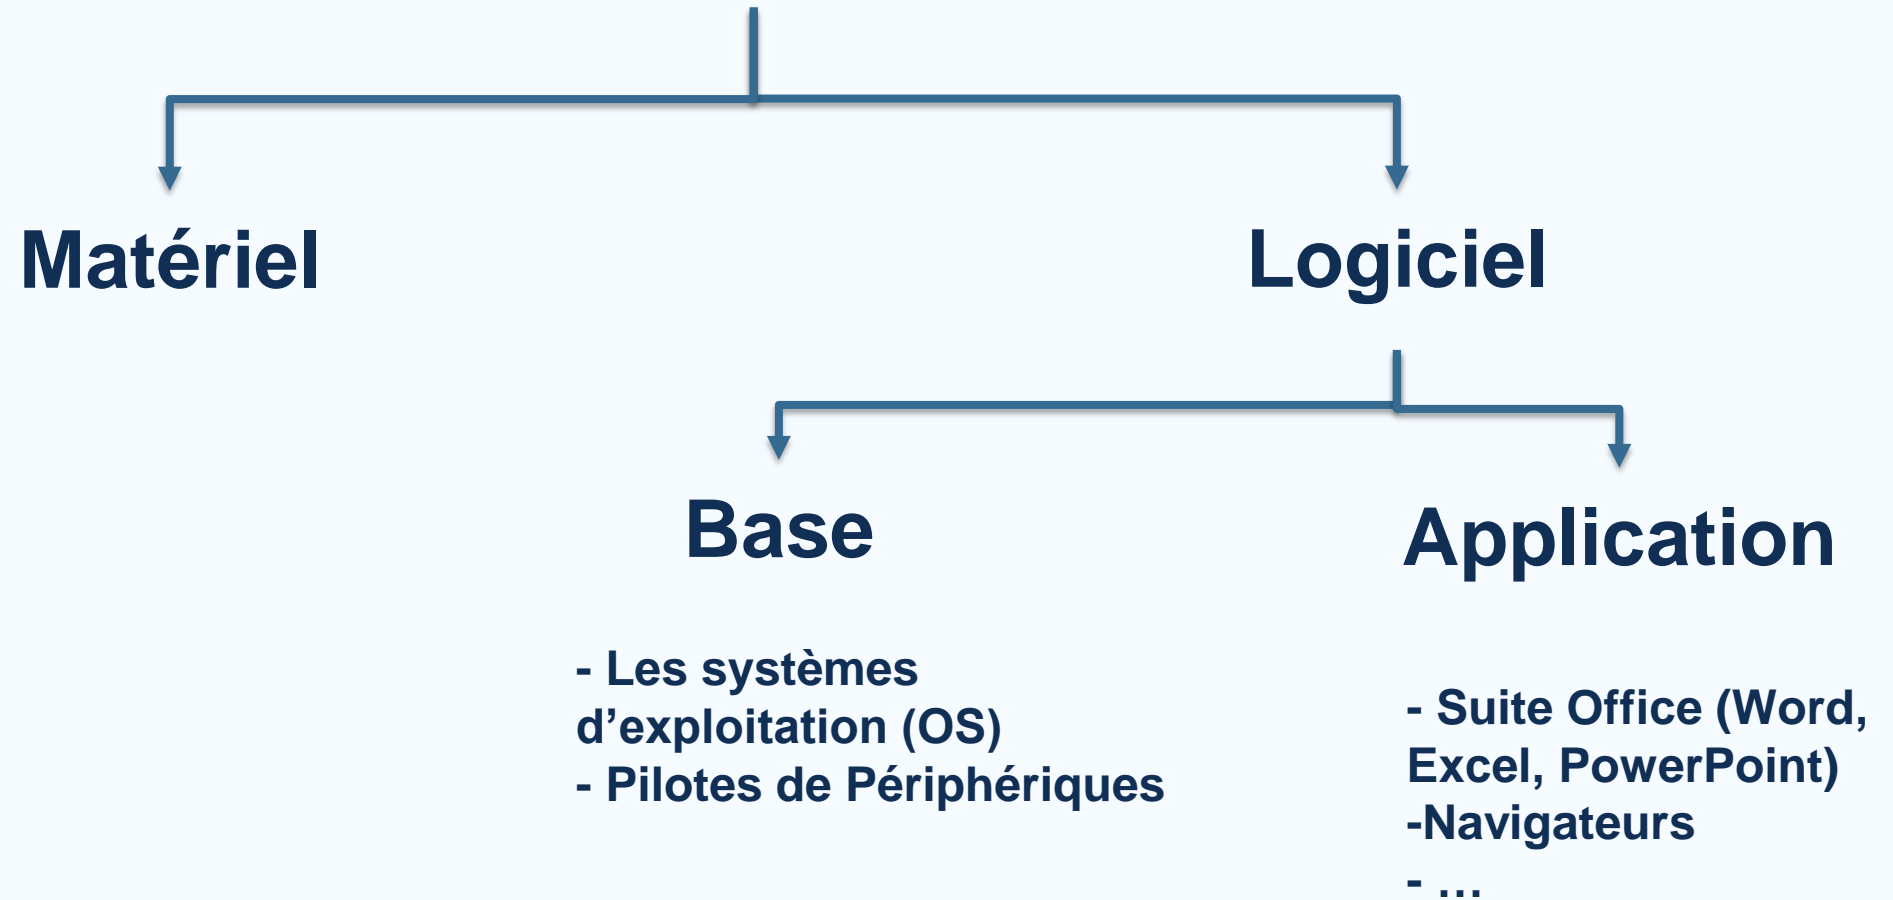 Matériel
Logiciel
Base
Application
- Les systèmes
d’exploitation (OS)
- Pilotes de Périphériques
- Suite Office (Word,
Excel, PowerPoint)
-Navigateurs
- …